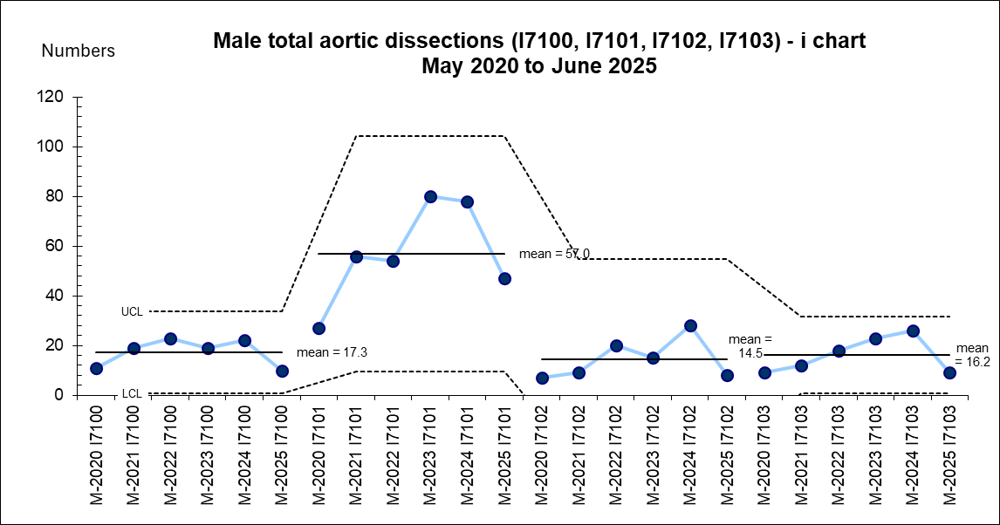 Numbers
Male total aortic dissections (I7100, I7101, I7102, I7103) - i chart
May 2020 to June 2025
120
100
80
60
40
20
0
UCL
LCL
mean = 17.3
mean = 57.0
mean =
14.5
mean
= 16.2
M-2020 I7100
M-2021 I7100
M-2022 I7100
M-2023 I7100
M-2024 I7100
M-2025 I7100
M-2020 I7101
M-2021 I7101
M-2022 I7101
M-2023 I7101
M-2024 I7101
M-2025 I7101
M-2020 I7102
M-2021 I7102
M-2022 I7102
M-2023 I7102
M-2024 I7102
M-2025 I7102
M-2020 I7103
M-2021 I7103
M-2022 I7103
M-2023 I7103
M-2024 I7103
M-2025 I7103